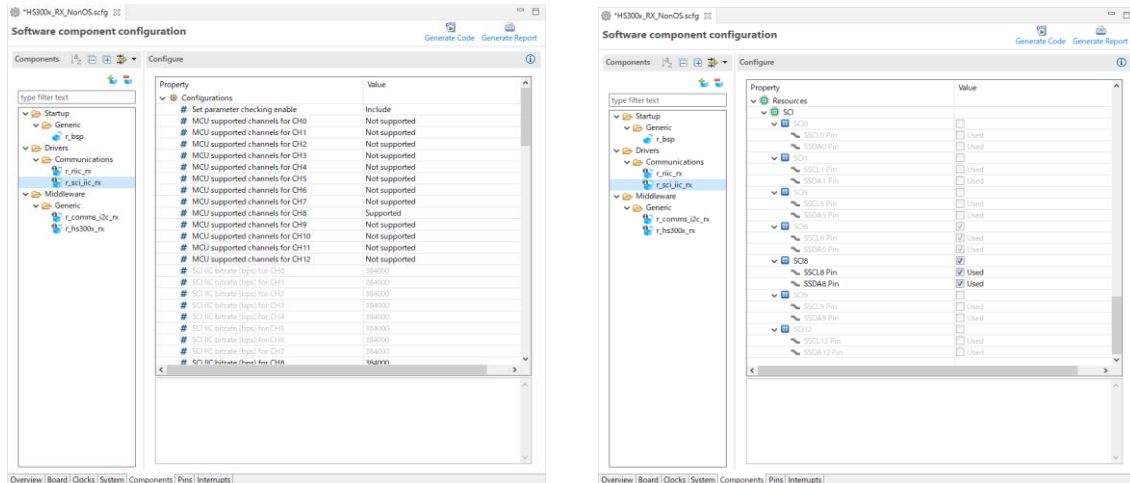 *HS300x_RX_NonOS.scfg
Software component configuration
Generate Code Generate Report
Components
Configure
type filter text
Startup
Generic
r_bsp
Drivers
Communications
r_riic_rx
r_sci_iic_rx
Middleware
Generic
r_comms_i2c_rx
r_hs300x_rx
Property Value
Configurations
# Set parameter checking enable Include
# MCU supported channels for CH0 Not supported
# MCU supported channels for CH1 Not supported
# MCU supported channels for CH2 Not supported
# MCU supported channels for CH3 Not supported
# MCU supported channels for CH4 Not supported
# MCU supported channels for CH5 Not supported
# MCU supported channels for CH6 Not supported
# MCU supported channels for CH7 Not supported
# MCU supported channels for CH8 Supported
# MCU supported channels for CH9 Not supported
# MCU supported channels for CH10 Not supported
# MCU supported channels for CH11 Not supported
# MCU supported channels for CH12 Not supported
# SCI IIC bitrate (bps) for CH0 384000
# SCI IIC bitrate (bps) for CH1 384000
# SCI IIC bitrate (bps) for CH2 384000
# SCI IIC bitrate (bps) for CH3 384000
# SCI IIC bitrate (bps) for CH4 384000
# SCI IIC bitrate (bps) for CH5 384000
# SCI IIC bitrate (bps) for CH6 384000
# SCI IIC bitrate (bps) for CH7 384000
# SCI IIC bitrate (bps) for CH8 384000
Overview Board Clocks System Components Pins Interrupts
*HS300x_RX_NonOS.scfg
Software component configuration
Generate Code Generate Report
Components
Configure
type filter text
Startup
Generic
r_bsp
Drivers
Communications
r_riic_rx
r_sci_iic_rx
Middleware
Generic
r_comms_i2c_rx
r_hs300x_rx
Property Value
Resources
SCI
SCI0
SSCL0 Pin Used
SSDA0 Pin Used
SCI1
SSCL1 Pin Used
SSDA1 Pin Used
SCI5
SSCL5 Pin Used
SSDA5 Pin Used
SCI6
SSCL6 Pin Used
SSDA6 Pin Used
SCI8
SSCL8 Pin Used
SSDA8 Pin Used
SCI9
SSCL9 Pin Used
SSDA9 Pin Used
SCI12
SSCL12 Pin Used
SSDA12 Pin Used
Overview Board Clocks System Components Pins Interrupts